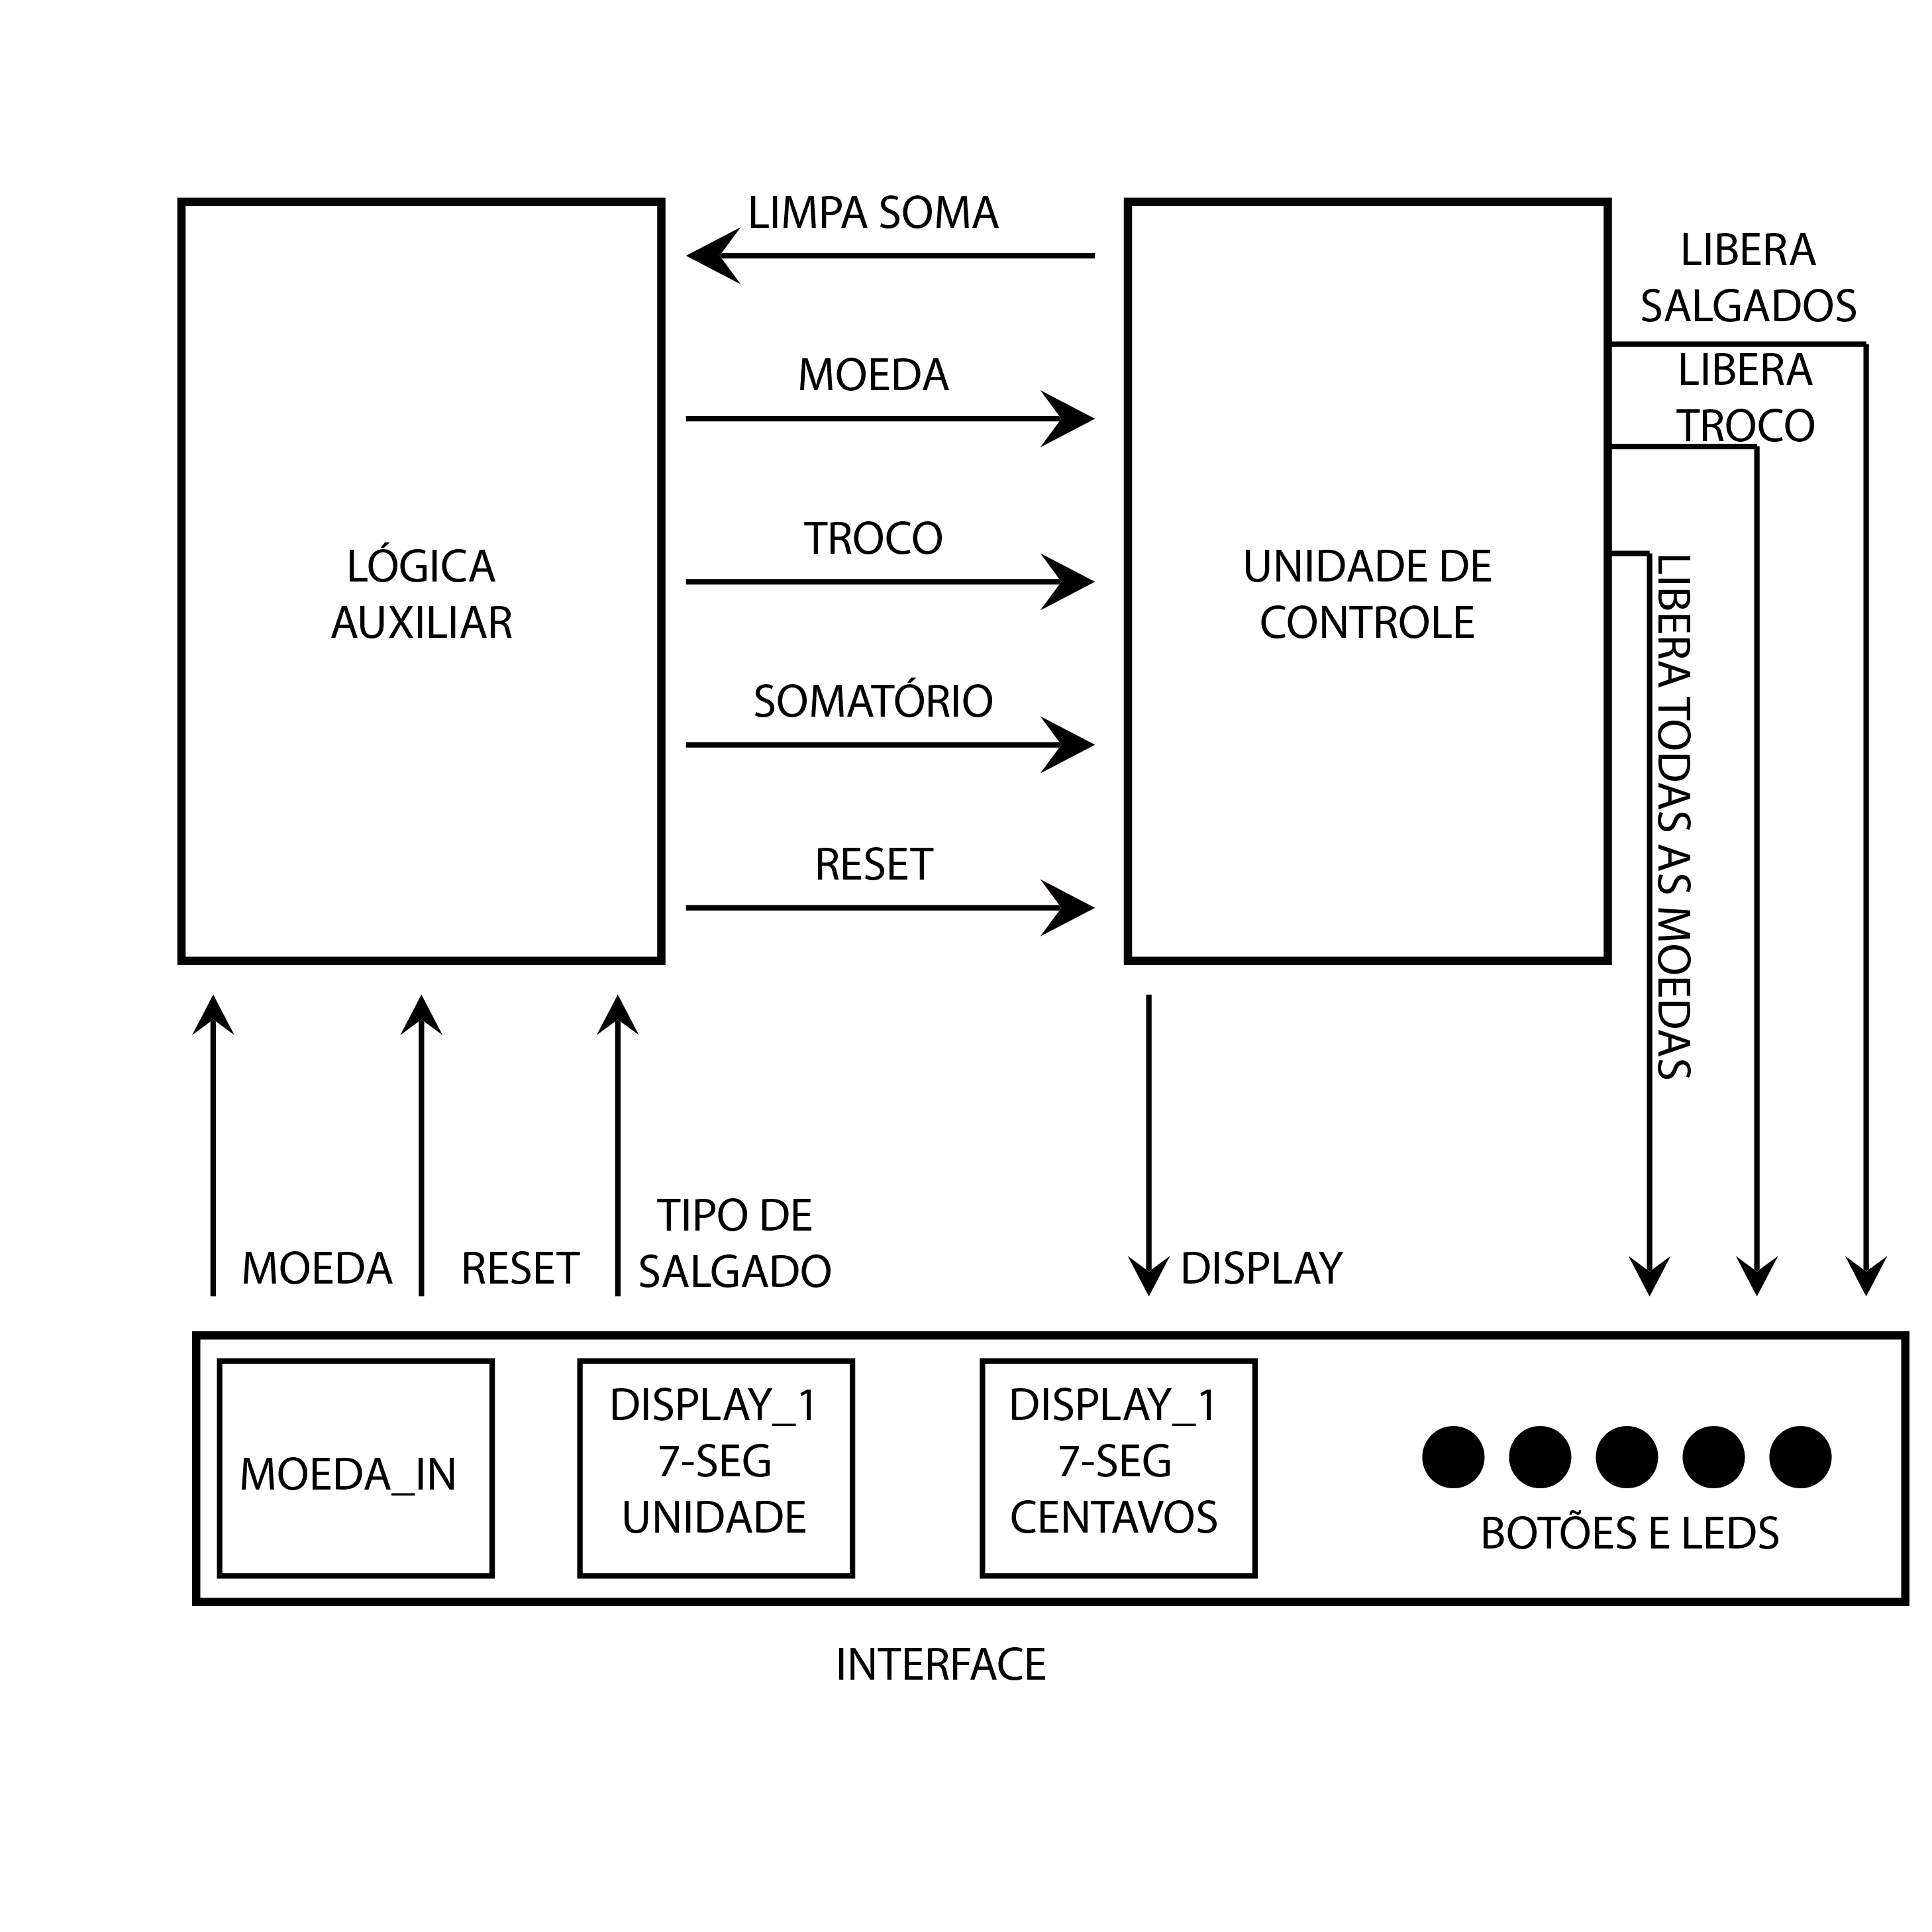 LIMPA SOMA
MOEDA
TROCO
SOMATÓRIO
RESET
LÓGICA
AUXILIAR
UNIDADE DE
CONTROLE
LIBERA
SALGADOS
LIBERA
TROCO
LIBERA TODAS AS MOEDAS
MOEDA
RESET
TIPO DE
SALGADO
DISPLAY
MOEDA_IN
DISPLAY_1
7-SEG
UNIDADE
DISPLAY_1
7-SEG
CENTAVOS
BOTÕES E LEDS
INTERFACE